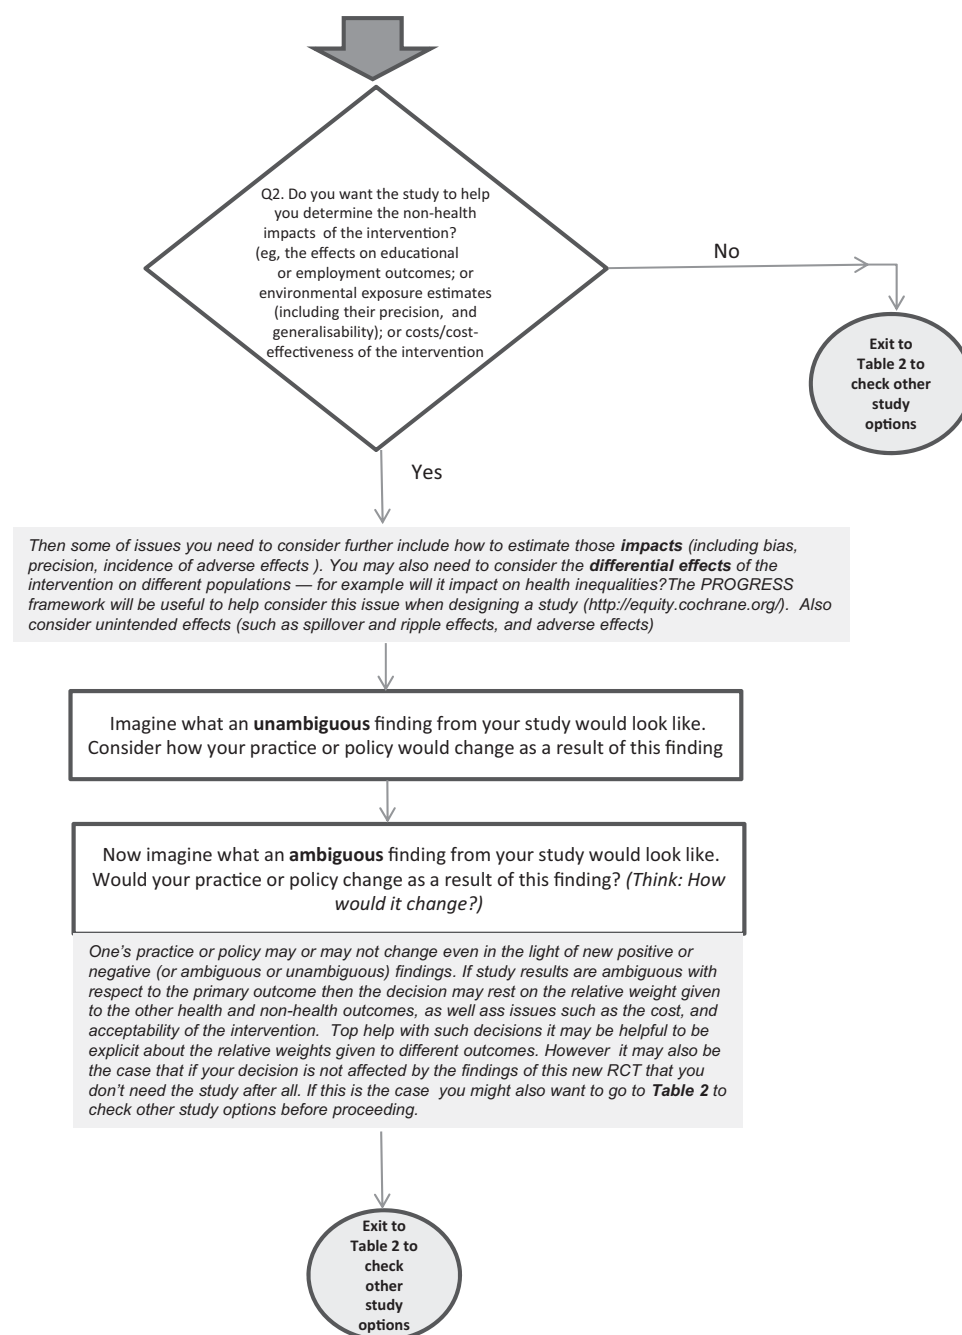 Q2. Do you want the study to help
you determine the non-health
impacts of the intervention?
(eg, the effects on educational
or employment outcomes; or
environmental exposure estimates
(including their precision, and
generalisability); or costs/cost-
effectiveness of the intervention
No
Exit to
Table 2 to
check other
study
options
Yes
Then some of issues you need to consider further include how to estimate those impacts (including bias,
precision, incidence of adverse effects ). You may also need to consider the differential effects of the
intervention on different populations — for example will it impact on health inequalities?The PROGRESS
framework will be useful to help consider this issue when designing a study (http://equity.cochrane.org/). Also
consider unintended effects (such as spillover and ripple effects, and adverse effects)
Imagine what an unambiguous finding from your study would look like.
Consider how your practice or policy would change as a result of this finding
Now imagine what an ambiguous finding from your study would look like.
Would your practice or policy change as a result of this finding? (Think: How
would it change?)
One's practice or policy may or may not change even in the light of new positive or
negative (or ambiguous or unambiguous) findings. If study results are ambiguous with
respect to the primary outcome then the decision may rest on the relative weight given
to the other health and non-health outcomes, as well ass issues such as the cost, and
acceptability of the intervention. Top help with such decisions it may be helpful to be
explicit about the relative weights given to different outcomes. However it may also be
the case that if your decision is not affected by the findings of this new RCT that you
don't need the study after all. If this is the case you might also want to go to Table 2 to
check other study options before proceeding.
Exit to
Table 2 to
check
other
study
options